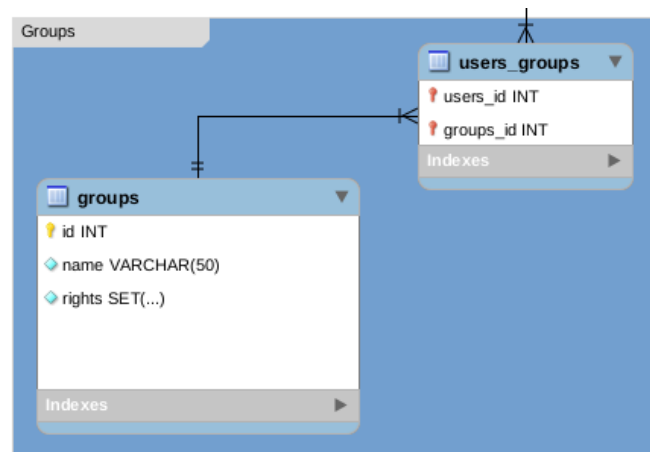 Groups
users_groups
users_id INT
groups_id INT
Indexes
groups
id INT
name VARCHAR(50)
rights SET(...)
Indexes